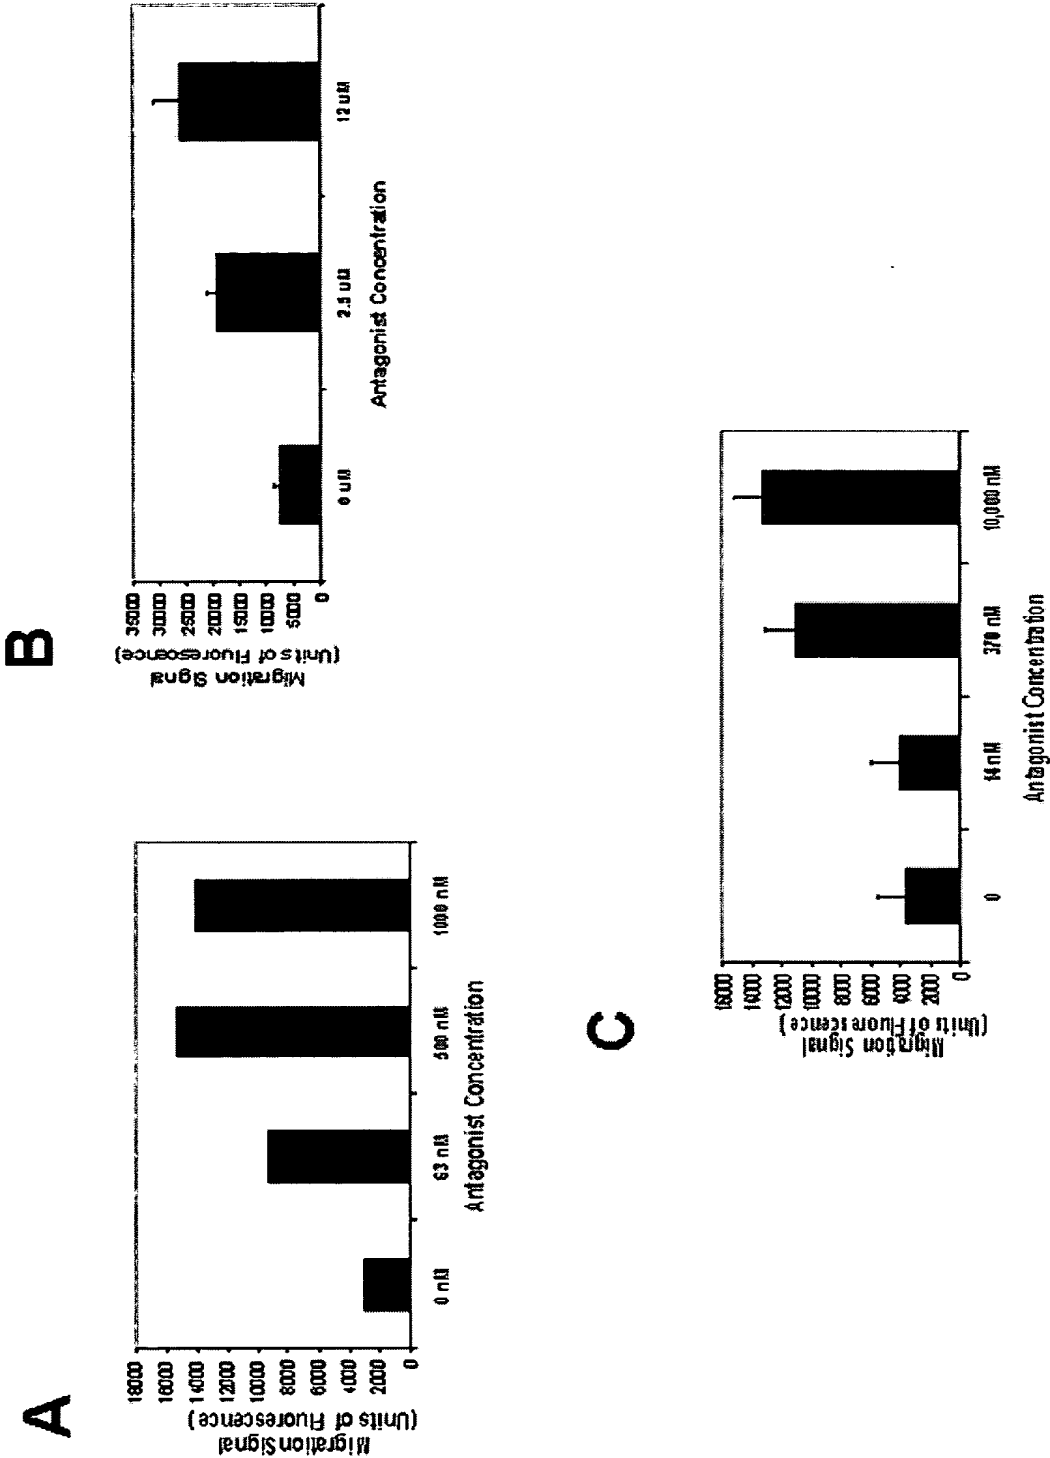 A
Migration Signal
(Units of Fluorescence)
18000
16000
14000
12000
10000
8000
6000
4000
2000
0
0 nM
63 nM
500 nM
1000 nM
Antagonist Concentration
B
Migration Signal
(Units of Fluorescence)
35000
30000
25000
20000
15000
10000
5000
0
0 uM
2.5 uM
12 uM
Antagonist Concentration
C
Migration Signal
(Units of Fluorescence)
16000
14000
12000
10000
8000
6000
4000
2000
0
0
14 nM
370 nM
10,000 nM
Antagonist Concentration